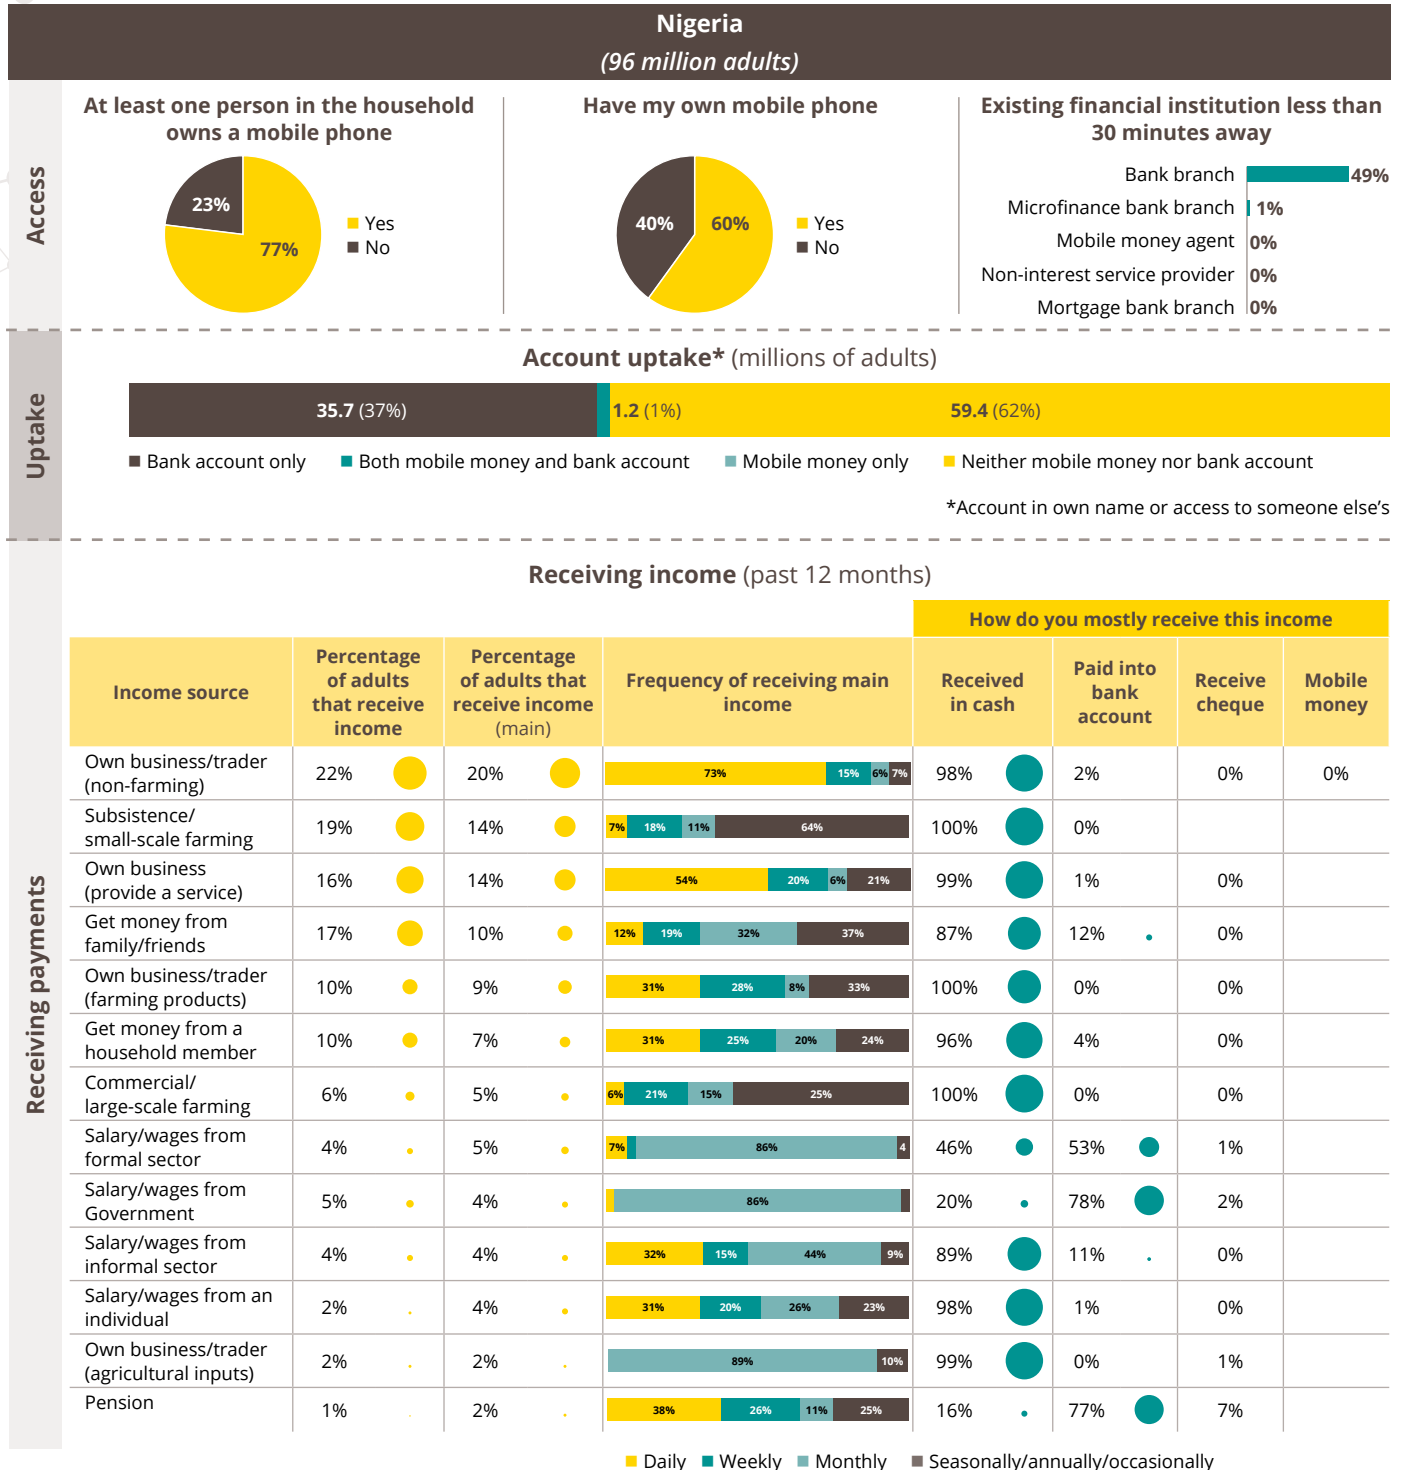 Nigeria
(96 million adults)
Access
At least one person in the household
owns a mobile phone
23%
77%
Yes
No
Have my own mobile phone
40%
60%
Yes
No
Existing financial institution less than
30 minutes away
Bank branch 49%
Microfinance bank branch 1%
Mobile money agent 0%
Non-interest service provider 0%
Mortgage bank branch 0%
Uptake
Account uptake* (millions of adults)
35.7 (37%) 1.2 (1%) 59.4 (62%)
Bank account only Both mobile money and bank account Mobile money only Neither mobile money nor bank account
*Account in own name or access to someone else’s
Receiving payments
Receiving income (past 12 months)
How do you mostly receive this income
Income source
Percentage
of adults
that receive
income
Percentage
of adults that
receive income
(main)
Frequency of receiving main
income
Received
in cash
Paid into
bank
account
Receive
cheque
Mobile
money
Own business/trader
(non-farming)
22% 20% 73% 15% 6% 7% 98% 2% 0% 0%
Subsistence/
small-scale farming
19% 14% 7% 18% 11% 64% 100% 0%
Own business
(provide a service)
16% 14% 54% 20% 6% 21% 99% 1% 0%
Get money from
family/friends
17% 10% 12% 19% 32% 37% 87% 12% 0%
Own business/trader
(farming products)
10% 9% 31% 28% 8% 33% 100% 0% 0%
Get money from a
household member
10% 7% 31% 25% 20% 24% 96% 4% 0%
Commercial/
large-scale farming
6% 5% 6% 21% 15% 25% 100% 0% 0%
Salary/wages from
formal sector
4% 5% 7% 86% 4 46% 53% 1%
Salary/wages from
Government
5% 4% 86% 20% 78% 2%
Salary/wages from
informal sector
4% 4% 32% 15% 44% 9% 89% 11% 0%
Salary/wages from an
individual
2% 4% 31% 20% 26% 23% 98% 1% 0%
Own business/trader
(agricultural inputs)
2% 2% 89% 10% 99% 0% 1%
Pension
1% 2% 38% 26% 11% 25% 16% 77% 7%
Daily Weekly Monthly Seasonally/annually/occasionally